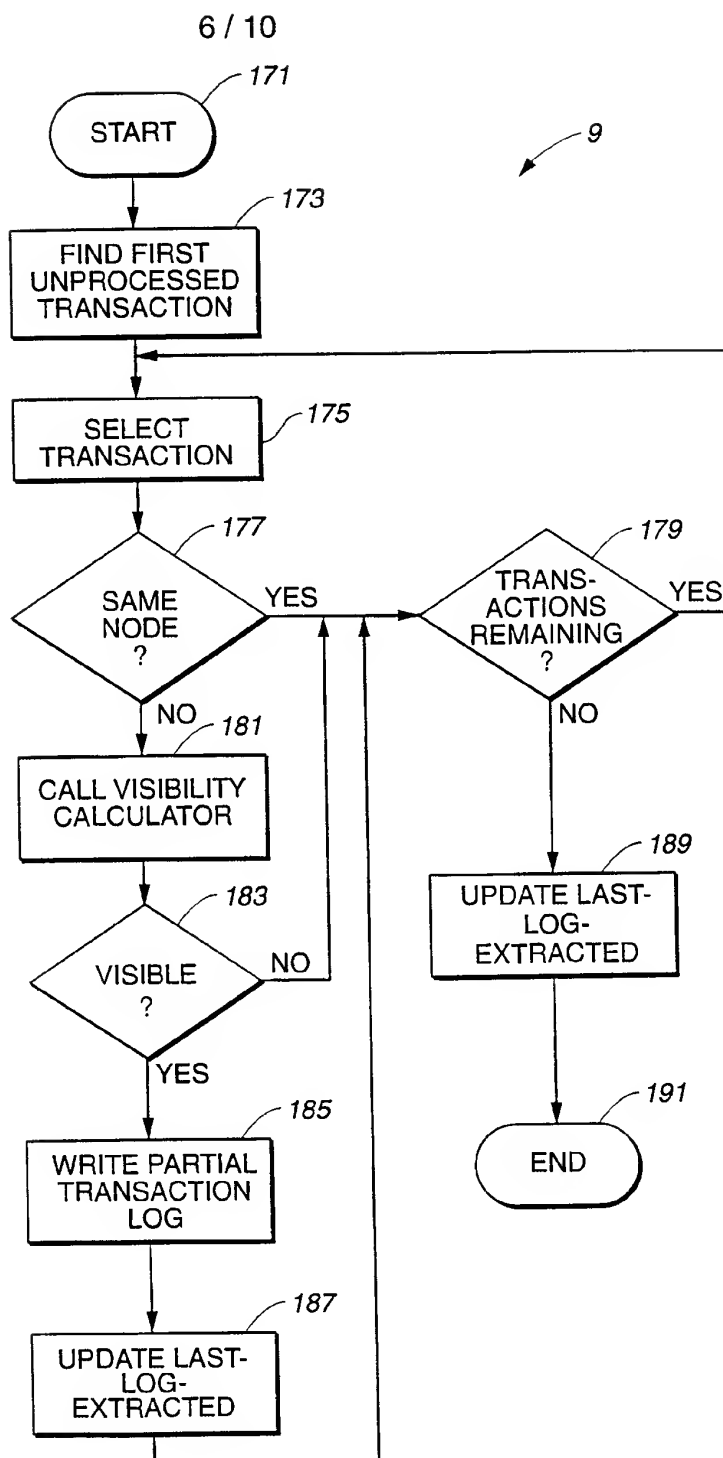 6 / 10
171
START
9
173
FIND FIRST
UNPROCESSED
TRANSACTION
SELECT
TRANSACTION
175
177
SAME
NODE
?
YES
NO
179
TRANS-
ACTIONS
REMAINING
?
YES
NO
181
CALL VISIBILITY
CALCULATOR
183
VISIBLE
?
NO
YES
189
UPDATE LAST-
LOG-
EXTRACTED
185
WRITE PARTIAL
TRANSACTION
LOG
191
END
187
UPDATE LAST-
LOG-
EXTRACTED